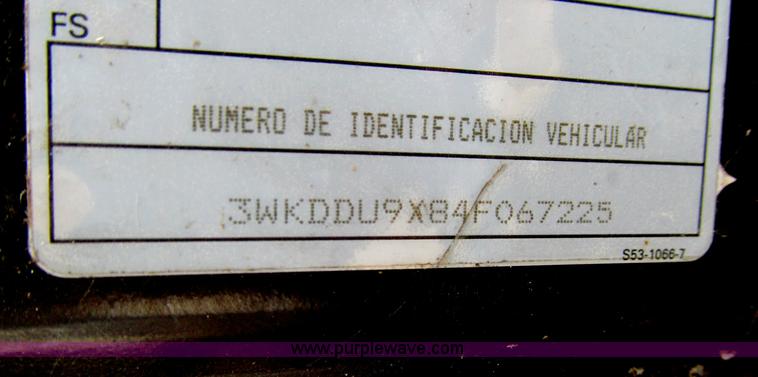 FS
NUMERO DE IDENTIFICACION VEHICULAR
3WKDDU9X84F067225
S53-1066-7
www.purplewave.com